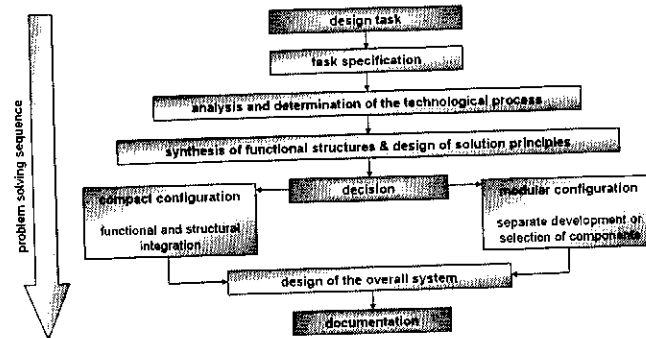 design task
task specification
analysis and determination of the technological process
synthesis of functional structures & design of solution principles
decision
compact configuration
functional and structural
integration
modular configuration
separate development or
selection of components
design of the overall system
documentation
problem solving sequence